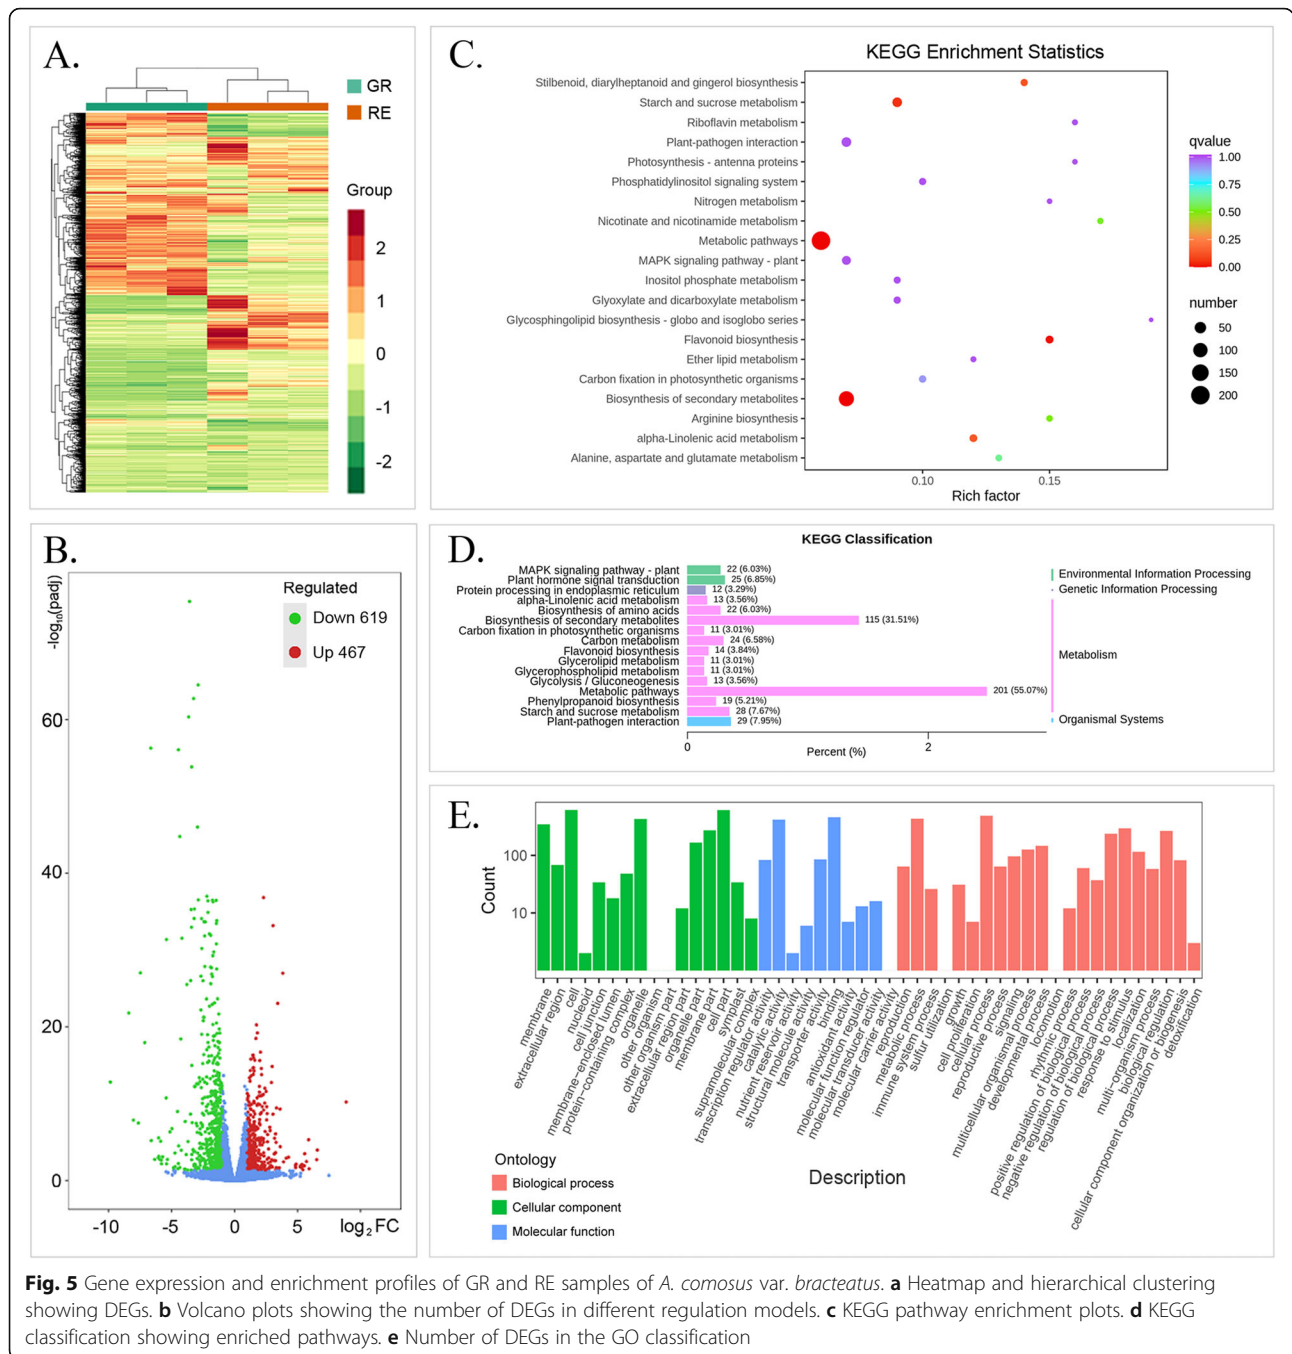 A.
GR
RE
Group
2
1
0
-1
-2
B.
Regulated
Down 619
Up 467
-log10(padj)
60
40
20
0
-10
-5
0
5
log2 FC
C.
KEGG Enrichment Statistics
Stilbenoid, diarylheptanoid and gingerol biosynthesis
Starch and sucrose metabolism
Riboflavin metabolism
Plant-pathogen interaction
Photosynthesis - antenna proteins
Phosphatidylinositol signaling system
Nitrogen metabolism
Nicotinate and nicotinamide metabolism
Metabolic pathways
MAPK signaling pathway - plant
Inositol phosphate metabolism
Glyoxylate and dicarboxylate metabolism
Glycosphingolipid biosynthesis - globo and isoglobo series
Flavonoid biosynthesis
Ether lipid metabolism
Carbon fixation in photosynthetic organisms
Biosynthesis of secondary metabolites
Arginine biosynthesis
alpha-Linolenic acid metabolism
Alanine, aspartate and glutamate metabolism
0.10
0.15
Rich factor
qvalue
1.00
0.75
0.50
0.25
0.00
number
50
100
150
200
D.
KEGG Classification
MAPK signaling pathway - plant 22 (6.03%)
Plant hormone signal transduction 25 (6.85%)
Protein processing in endoplasmic reticulum 12 (3.29%)
alpha-Linolenic acid metabolism 13 (3.56%)
Biosynthesis of amino acids 22 (6.03%)
Biosynthesis of secondary metabolites 115 (31.51%)
Carbon fixation in photosynthetic organisms 11 (3.01%)
Carbon metabolism 24 (6.58%)
Flavonoid biosynthesis 14 (3.84%)
Glycerolipid metabolism 11 (3.01%)
Glycerophospholipid metabolism 11 (3.01%)
Glycolysis / Gluconeogenesis 13 (3.56%)
Metabolic pathways 201 (55.07%)
Phenylpropanoid biosynthesis 19 (5.21%)
Starch and sucrose metabolism 28 (7.67%)
Plant-pathogen interaction 29 (7.95%)
Environmental Information Processing
Genetic Information Processing
Metabolism
Organismal Systems
0
2
Percent (%)
E.
Count
100
10
membrane
extracellular region
cell
nucleoid
cell junction
membrane-enclosed lumen
protein-containing complex
organelle
other organism
other organism part
extracellular region part
organelle part
membrane part
cell part
symplast
supramolecular complex
transcription regulator activity
catalytic activity
nutrient reservoir activity
structural molecule activity
transporter activity
binding
antioxidant activity
molecular function regulator
molecular transducer activity
molecular carrier activity
reproduction
metabolic process
immune system process
sulfur utilization
growth
cell proliferation
cellular process
reproductive process
signaling
multicellular organismal process
developmental process
locomotion
rhythmic process
positive regulation of biological process
negative regulation of biological process
regulation of biological process
response to stimulus
localization
multi-organism process
biological regulation
cellular component organization or biogenesis
detoxification
Description
Ontology
Biological process
Cellular component
Molecular function
Fig. 5 Gene expression and enrichment profiles of GR and RE samples of A. comosus var. bracteatus. a Heatmap and hierarchical clustering
showing DEGs. b Volcano plots showing the number of DEGs in different regulation models. c KEGG pathway enrichment plots. d KEGG
classification showing enriched pathways. e Number of DEGs in the GO classification